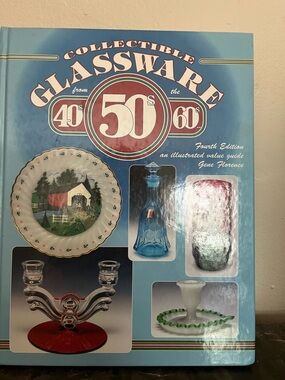 COLLECTIBLE
GLASSWARE
from the
40s 50s 60s
Fourth Edition
an illustrated value guide
Gene Florence